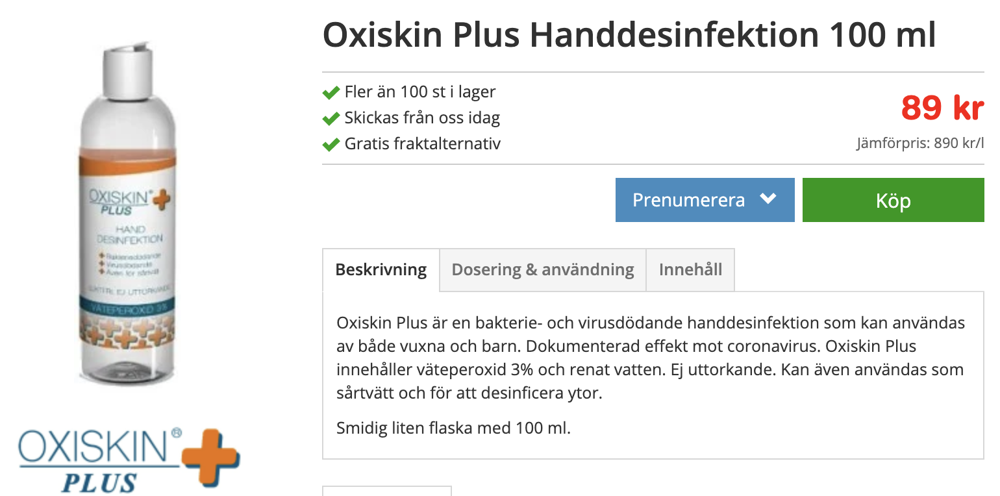 Oxiskin Plus Handdesinfektion 100 ml
Fler än 100 st i lager
Skickas från oss idag
Gratis fraktalternativ
89 kr
Jämförpris: 890 kr/l
Prenumerera
Köp
Beskrivning
Dosering & användning
Innehåll
Oxiskin Plus är en bakterie- och virusdödande handdesinfektion som kan användas
av både vuxna och barn. Dokumenterad effekt mot coronavirus. Oxiskin Plus
innehåller väteperoxid 3% och renat vatten. Ej uttorkande. Kan även användas som
sårtvätt och för att desinficera ytor.
Smidig liten flaska med 100 ml.
OXISKIN®
PLUS
HAND
DESINFEKTION
Bakteriedödande
Virusdödande
Även för sårtvätt
EJ UTTORKANDE
VÄTEPEROXID 3%
OXISKIN®
PLUS